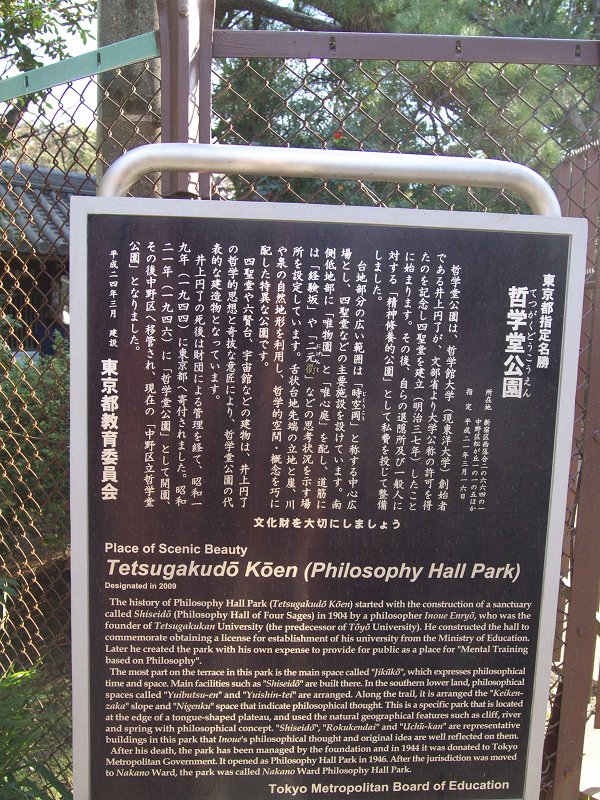 東京都指定名勝
てつがくどうこうえん
哲学堂公園
所在地 新宿区西落合二の六六四の一
中野区松が丘一の一の五ほか
指定 平成二一年三月一六日
哲学堂公園は、哲学館大学（現東洋大学）創始者
である井上円了が、文部省より大学公称の許可を得
たのを記念し四聖堂を建立（明治三七年）したこと
に始まります。その後、自らの退隠所及び一般人に
対する「精神修養的公園」として私費を投じて整備
しました。
台地部分の広い範囲は「時空岡」と称する中心広
場とし、四聖堂などの主要施設を設けています。南
側低地部に「唯物園」と「唯心庭」を配し、道筋に
は「経験坂」や「二元衢」などの思考状況を示す場
所を設定しています。舌状台地先端の立地と崖、川
や泉の自然地形を利用し、哲学的空間・概念を巧に
配した特異な公園です。
四聖堂や六賢台、宇宙館などの建物は、井上円了
の哲学的思想と奇抜な意匠により、哲学堂公園の代
表的な建造物となっています。
井上円了の死後は財団による管理を経て、昭和一
九年（一九四四）に東京都へ寄付されました。昭和
二一年（一九四六）に「哲学堂公園」として開園、
その後中野区へ移管され、現在の「中野区立哲学堂
公園」となりました。
平成二四年三月 建設
東京都教育委員会
文化財を大切にしましょう
Place of Scenic Beauty
Tetsugakudō Kōen (Philosophy Hall Park)
Designated in 2009
The history of Philosophy Hall Park (Tetsugakudō Kōen) started with the construction of a sanctuary
called Shiseidō (Philosophy Hall of Four Sages) in 1904 by a philosopher Inoue Enryō, who was the
founder of Tetsugakukan University (the predecessor of Tōyō University). He constructed the hall to
commemorate obtaining a license for establishment of his university from the Ministry of Education.
Later he created the park with his own expense to provide for public as a place for "Mental Training
based on Philosophy".
The most part on the terrace in this park is the main space called "Jikūkō", which expresses philosophical
time and space. Main facilities such as "Shiseidō" are built there. In the southern lower land, philosophical
spaces called "Yuibutsu-en" and "Yuishin-tei" are arranged. Along the trail, it is arranged the "Keiken-
zaka" slope and "Nigenku" space that indicate philosophical thought. This is a specific park that is located
at the edge of a tongue-shaped plateau, and used the natural geographical features such as cliff, river
and spring with philosophical concept. "Shiseidō", "Rokukendai" and "Uchū-kan" are representative
buildings in this park that Inoue's philosophical thought and original idea are well reflected on them.
After his death, the park has been managed by the foundation and in 1944 it was donated to Tokyo
Metropolitan Government. It opened as Philosophy Hall Park in 1946. After the jurisdiction was moved
to Nakano Ward, the park was called Nakano Ward Philosophy Hall Park.
Tokyo Metropolitan Board of Education